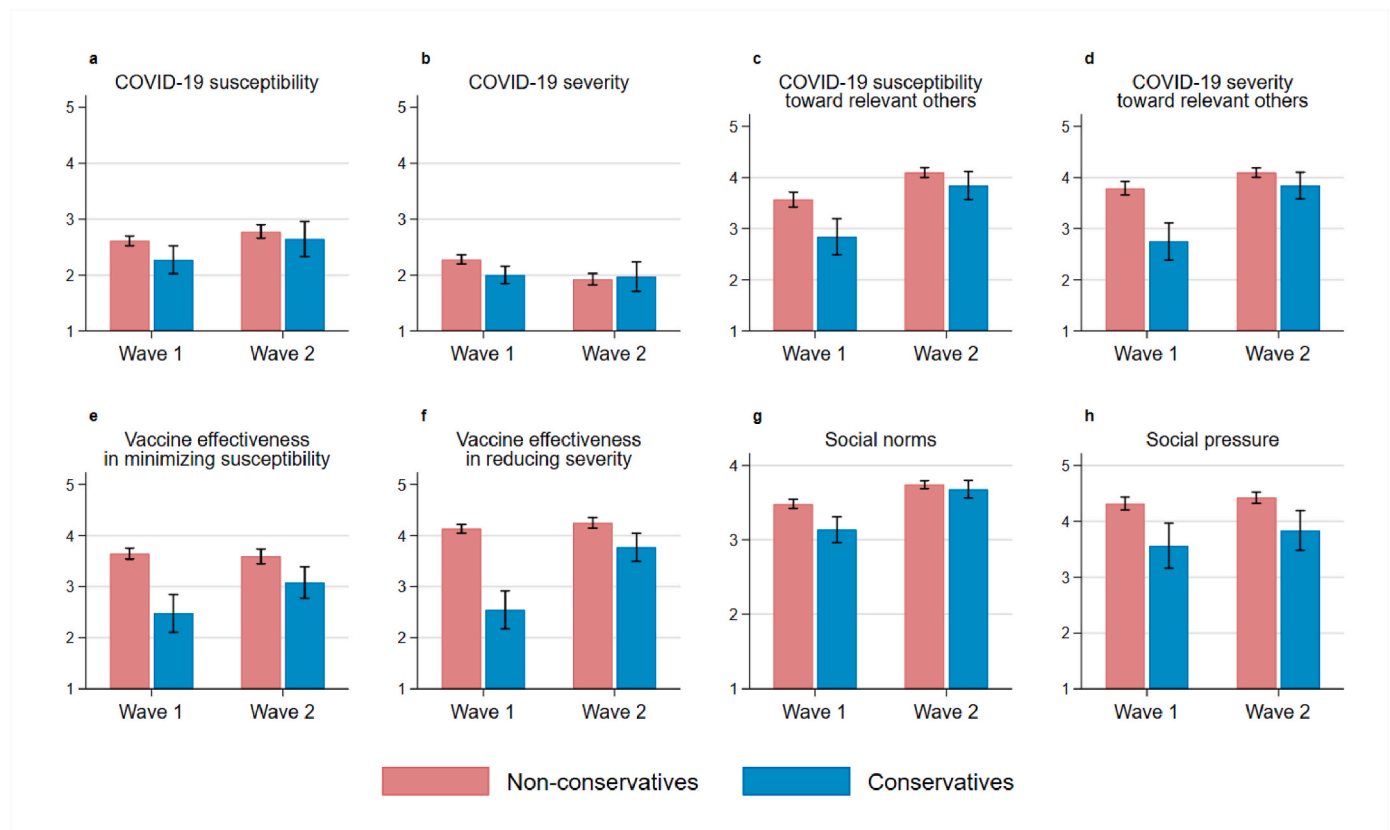 a
COVID-19 susceptibility
5
4
3
2
1
Wave 1 Wave 2
b
COVID-19 severity
5
4
3
2
1
Wave 1 Wave 2
c
COVID-19 susceptibility
toward relevant others
5
4
3
2
1
Wave 1 Wave 2
d
COVID-19 severity
toward relevant others
5
4
3
2
1
Wave 1 Wave 2
e
Vaccine effectiveness
in minimizing susceptibility
5
4
3
2
1
Wave 1 Wave 2
f
Vaccine effectiveness
in reducing severity
5
4
3
2
1
Wave 1 Wave 2
g
Social norms
4
3
2
1
Wave 1 Wave 2
h
Social pressure
5
4
3
2
1
Wave 1 Wave 2
Non-conservatives Conservatives